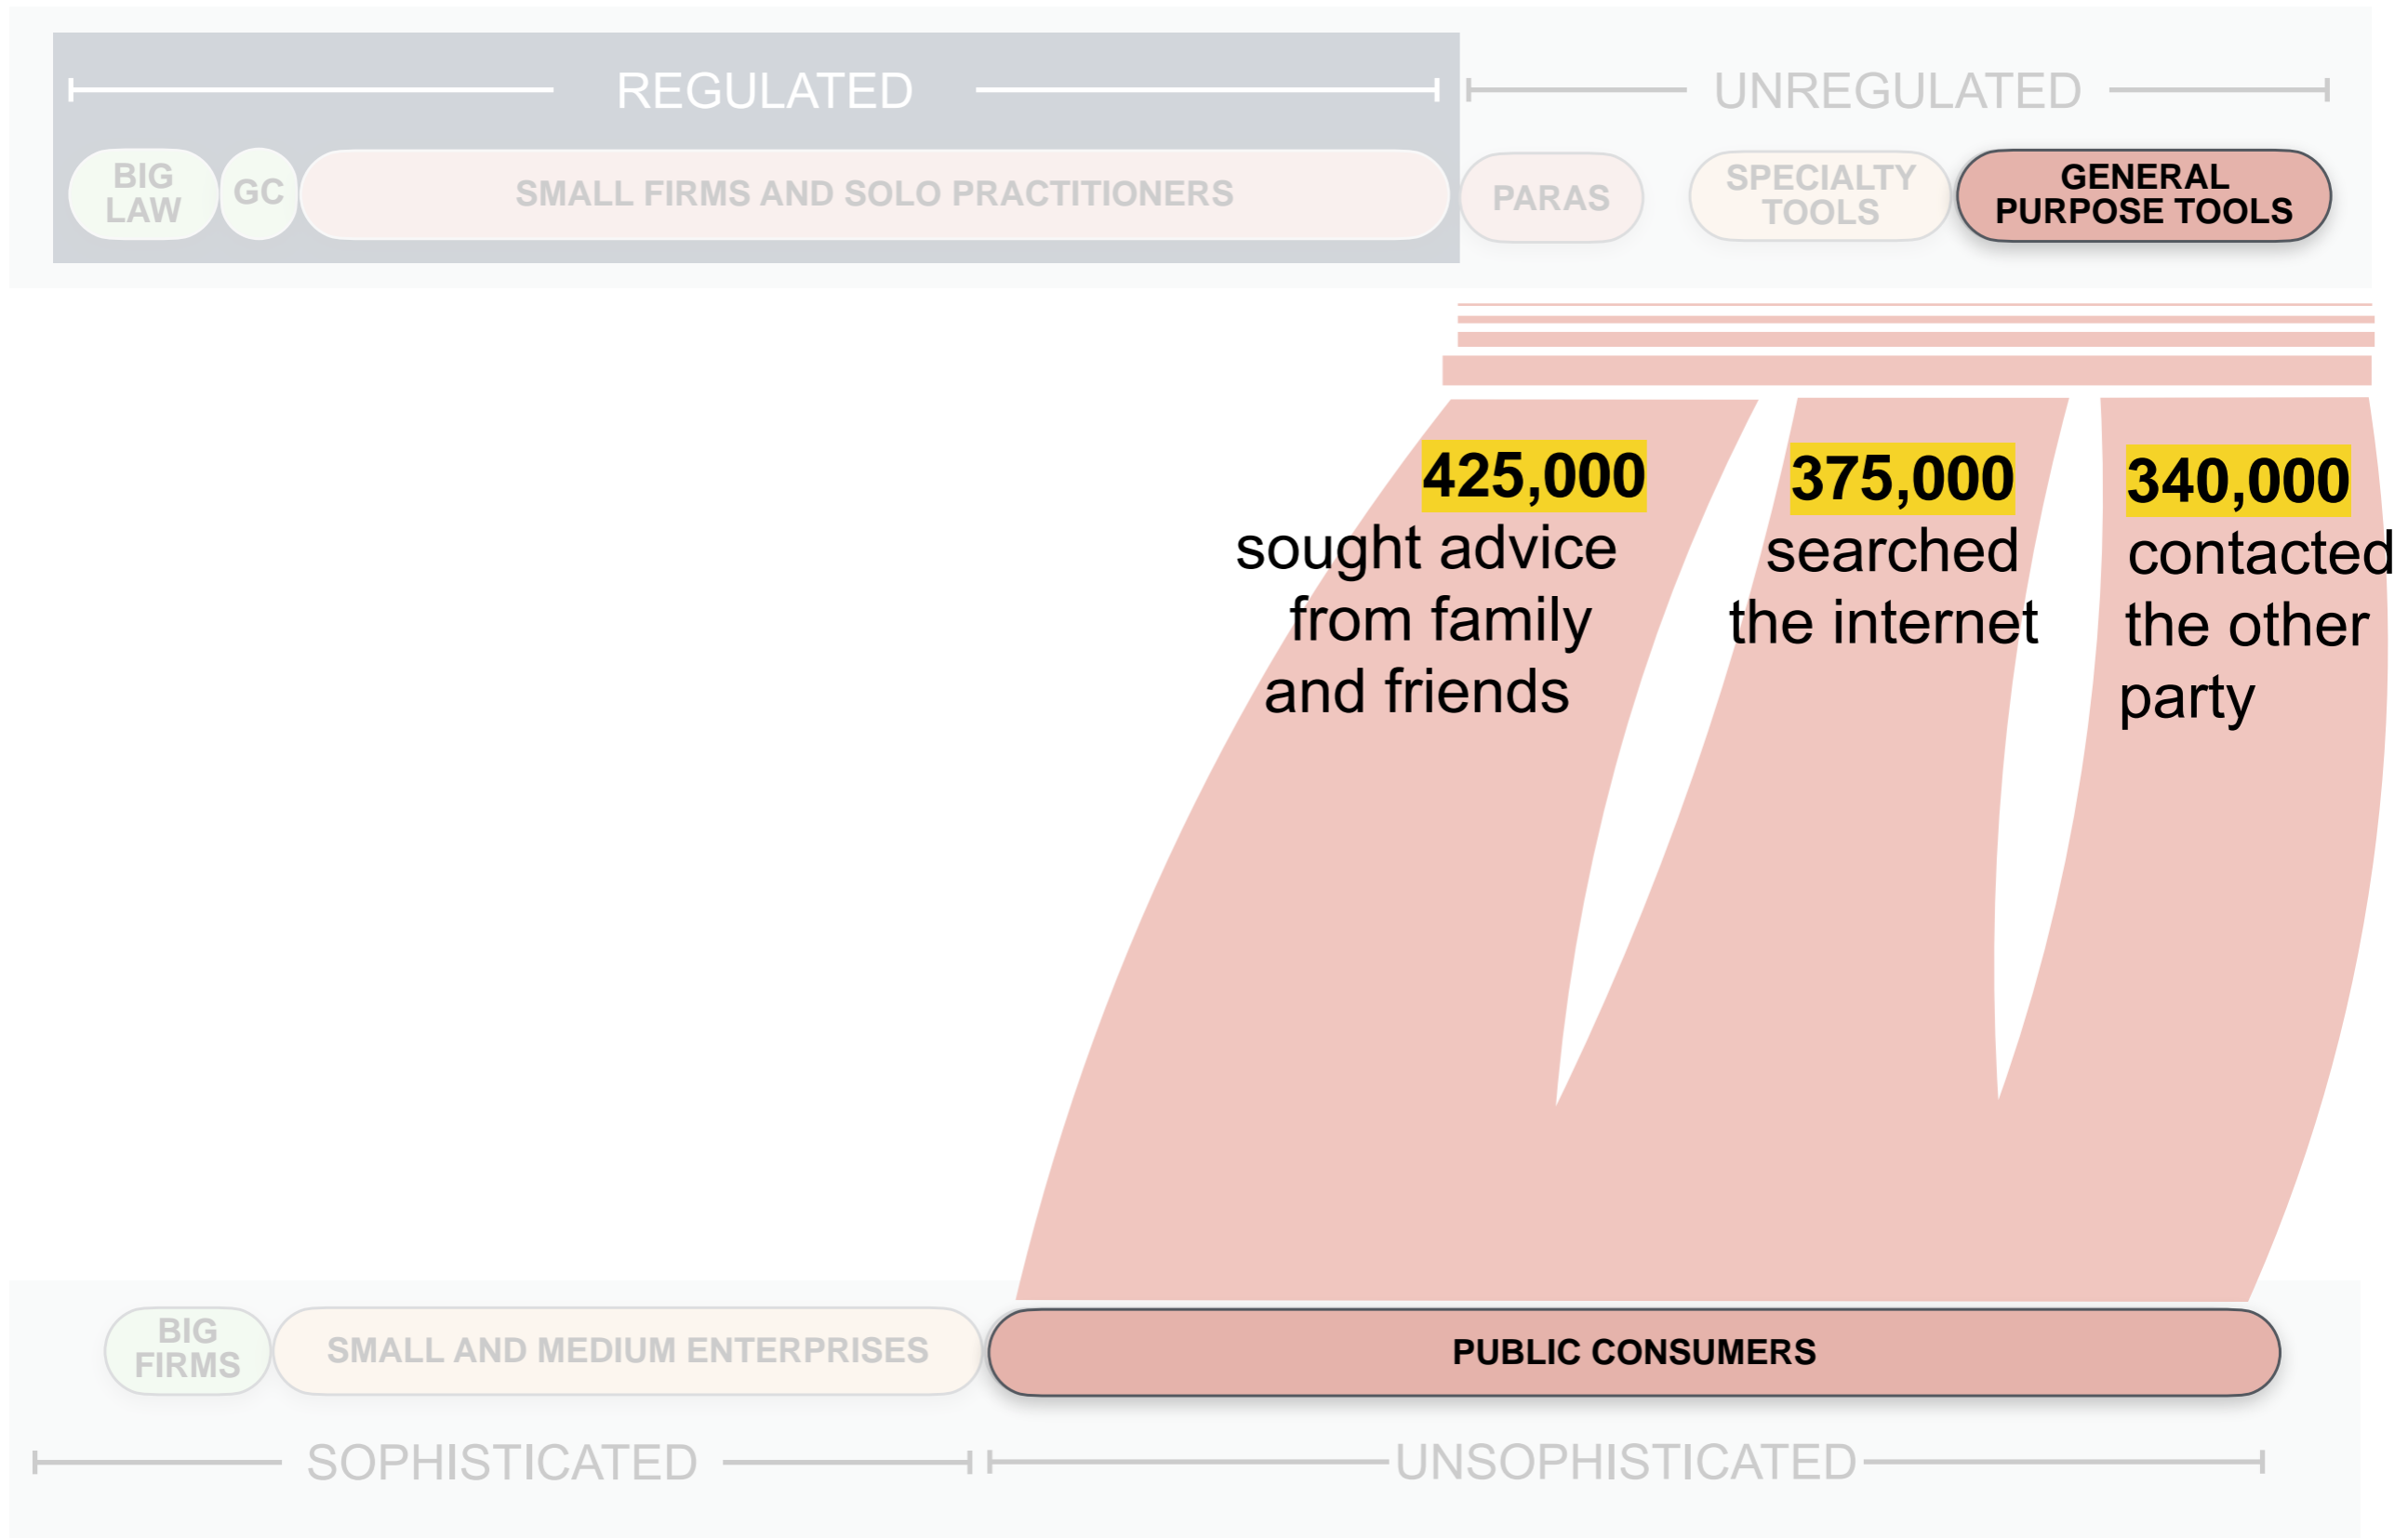 REGULATED
UNREGULATED
BIG
LAW
GC
SMALL FIRMS AND SOLO PRACTITIONERS
PARAS
SPECIALTY
TOOLS
GENERAL
PURPOSE TOOLS
425,000
sought advice
from family
and friends
375,000
searched
the internet
340,000
contacted
the other
party
BIG
FIRMS
SMALL AND MEDIUM ENTERPRISES
PUBLIC CONSUMERS
SOPHISTICATED
UNSOPHISTICATED